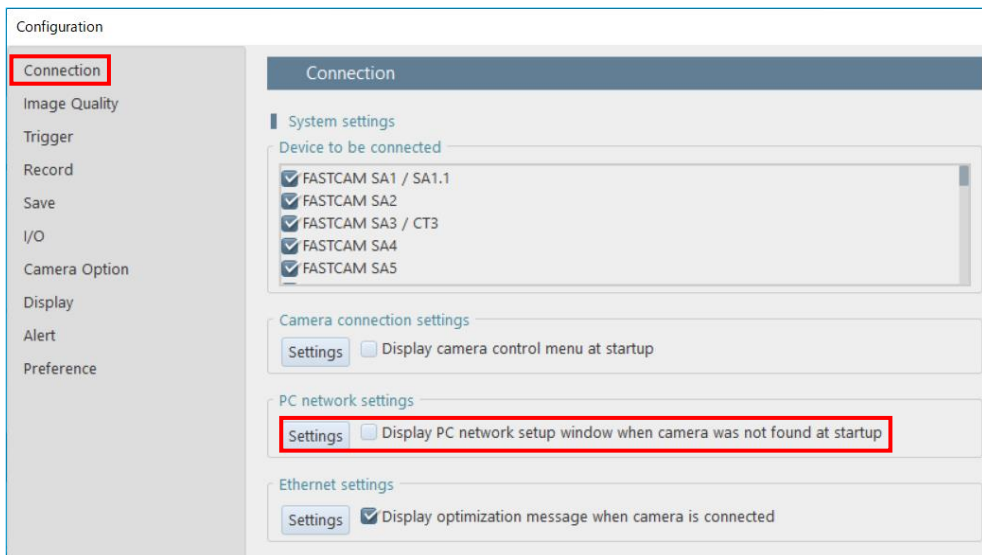 Configuration
Connection
Image Quality
Trigger
Record
Save
I/O
Camera Option
Display
Alert
Preference
Connection
System settings
Device to be connected
FASTCAM SA1 / SA1.1
FASTCAM SA2
FASTCAM SA3 / CT3
FASTCAM SA4
FASTCAM SA5
Camera connection settings
Settings Display camera control menu at startup
PC network settings
Settings Display PC network setup window when camera was not found at startup
Ethernet settings
Settings Display optimization message when camera is connected